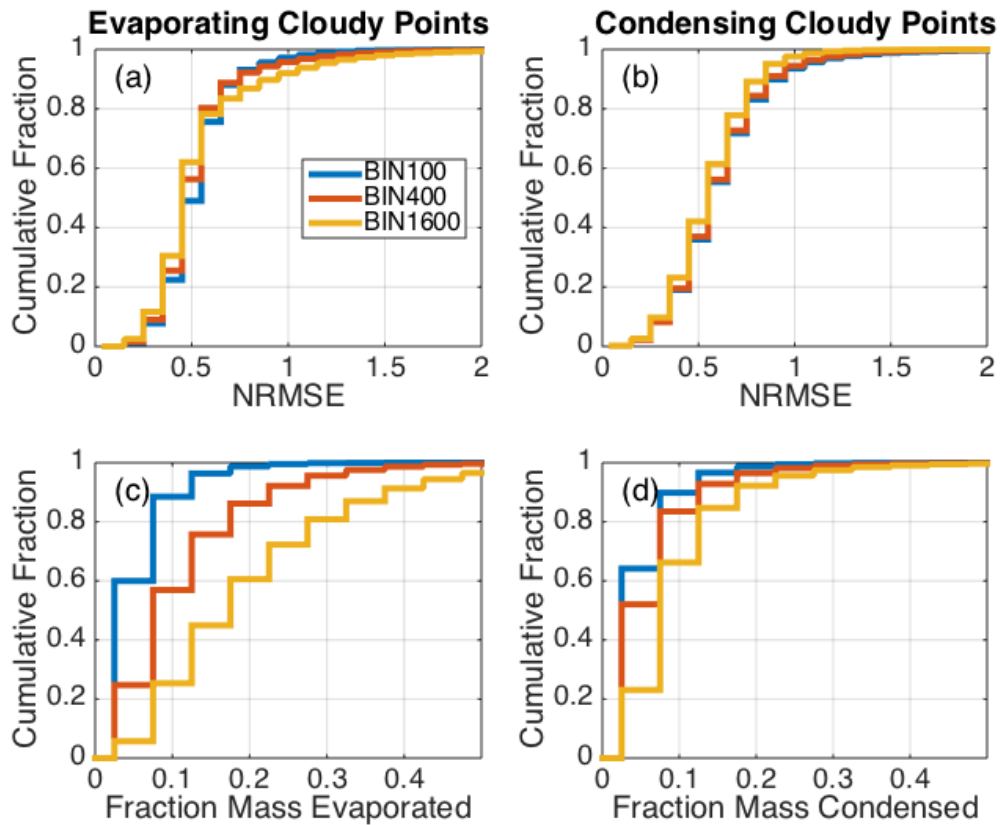 Evaporating Cloudy Points
Condensing Cloudy Points
(a)
1
0.8
0.6
0.4
0.2
0
Cumulative Fraction
BIN100
BIN400
BIN1600
0 0.5 1 1.5 2
NRMSE
(b)
1
0.8
0.6
0.4
0.2
0
Cumulative Fraction
0 0.5 1 1.5 2
NRMSE
(c)
1
0.8
0.6
0.4
0.2
0
Cumulative Fraction
0 0.1 0.2 0.3 0.4
Fraction Mass Evaporated
(d)
1
0.8
0.6
0.4
0.2
0
Cumulative Fraction
0 0.1 0.2 0.3 0.4
Fraction Mass Condensed